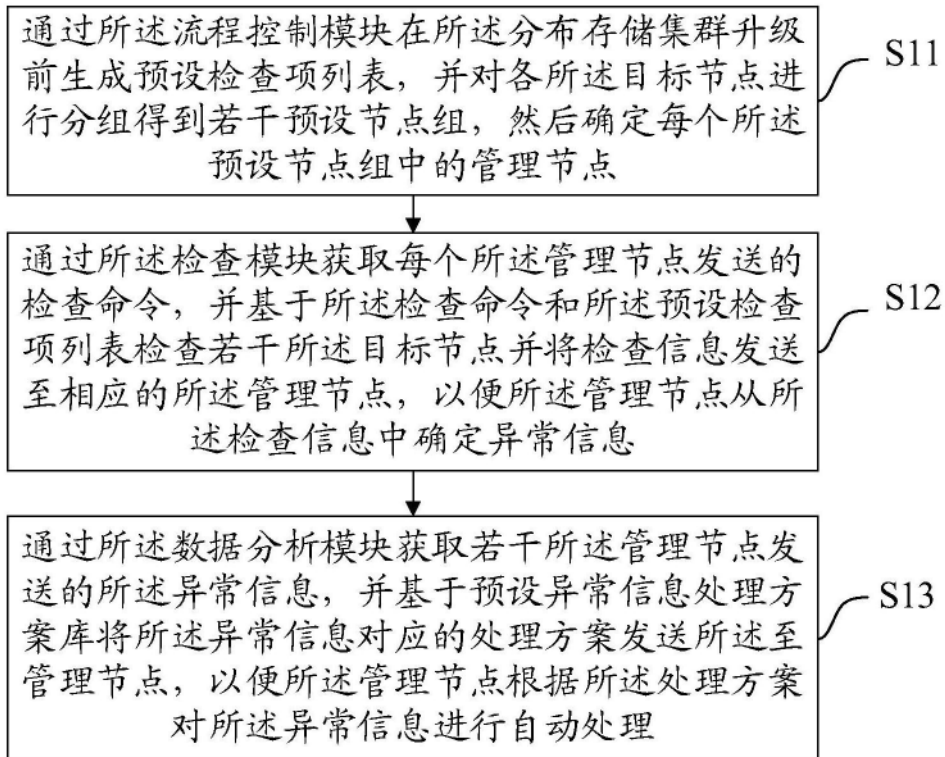 通过所述流程控制模块在所述分布存储集群升级
前生成预设检查项列表，并对各所述目标节点进
行分组得到若干预设节点组，然后确定每个所述
预设节点组中的管理节点
S11
通过所述检查模块获取每个所述管理节点发送的
检查命令，并基于所述检查命令和所述预设检查
项列表检查若干所述目标节点并将检查信息发送
至相应的所述管理节点，以便所述管理节点从所
述检查信息中确定异常信息
S12
通过所述数据分析模块获取若干所述管理节点发
送的所述异常信息，并基于预设异常信息处理方
案库将所述异常信息对应的处理方案发送所述至
管理节点，以便所述管理节点根据所述处理方案
对所述异常信息进行自动处理
S13